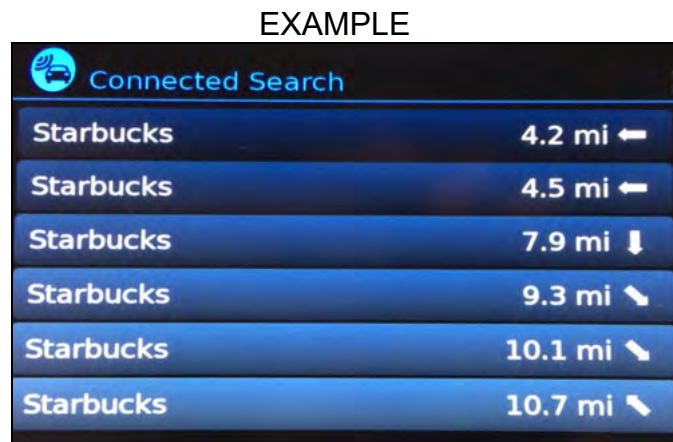 EXAMPLE
Connected Search
Starbucks 4.2 mi
Starbucks 4.5 mi
Starbucks 7.9 mi
Starbucks 9.3 mi
Starbucks 10.1 mi
Starbucks 10.7 mi